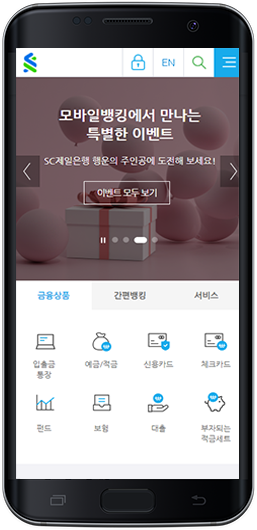 EN
모바일뱅킹에서 만나는
특별한 이벤트
SC제일은행 행운의 주인공에 도전해 보세요!
이벤트 모두 보기
금융상품 간편뱅킹 서비스
입출금 예금/적금 신용카드 체크카드
통장
펀드 보험 대출 부자되는
적금세트